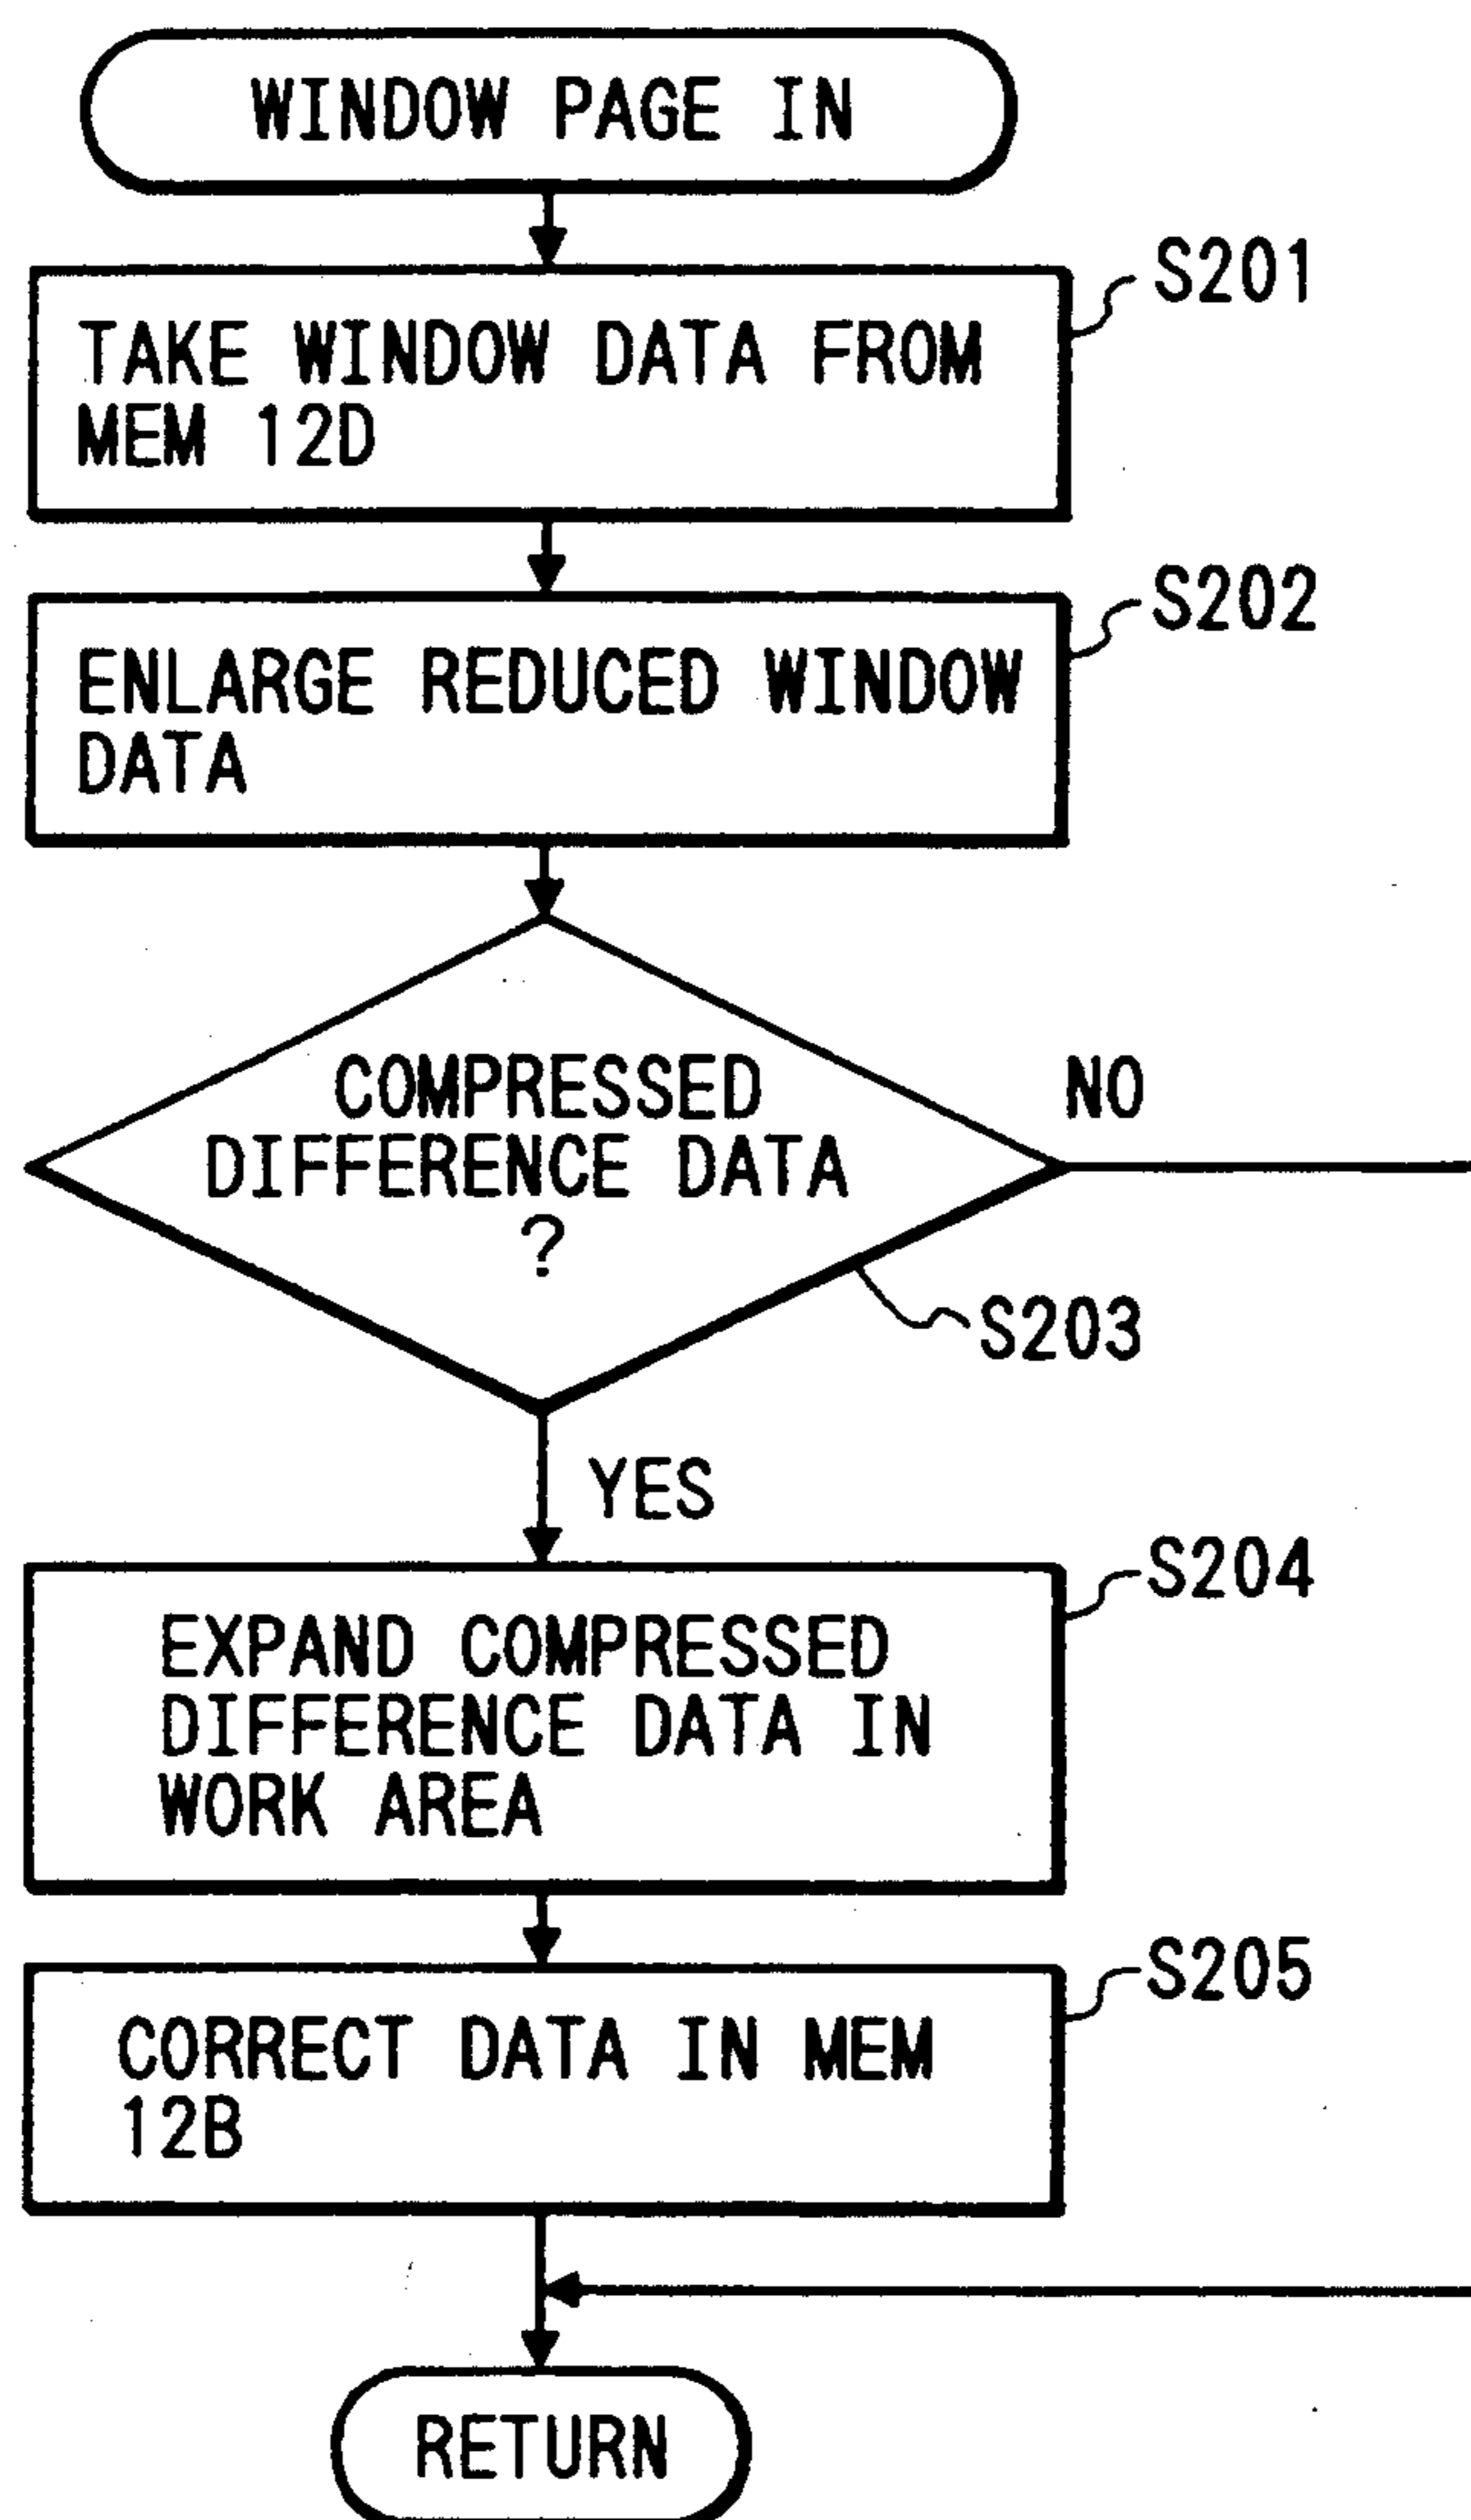 WINDOW PAGE IN
S201
TAKE WINDOW DATA FROM
MEM 12D
S202
ENLARGE REDUCED WINDOW
DATA
COMPRESSED
DIFFERENCE DATA
?
NO
S203
YES
S204
EXPAND COMPRESSED
DIFFERENCE DATA IN
WORK AREA
S205
CORRECT DATA IN MEM
12B
RETURN